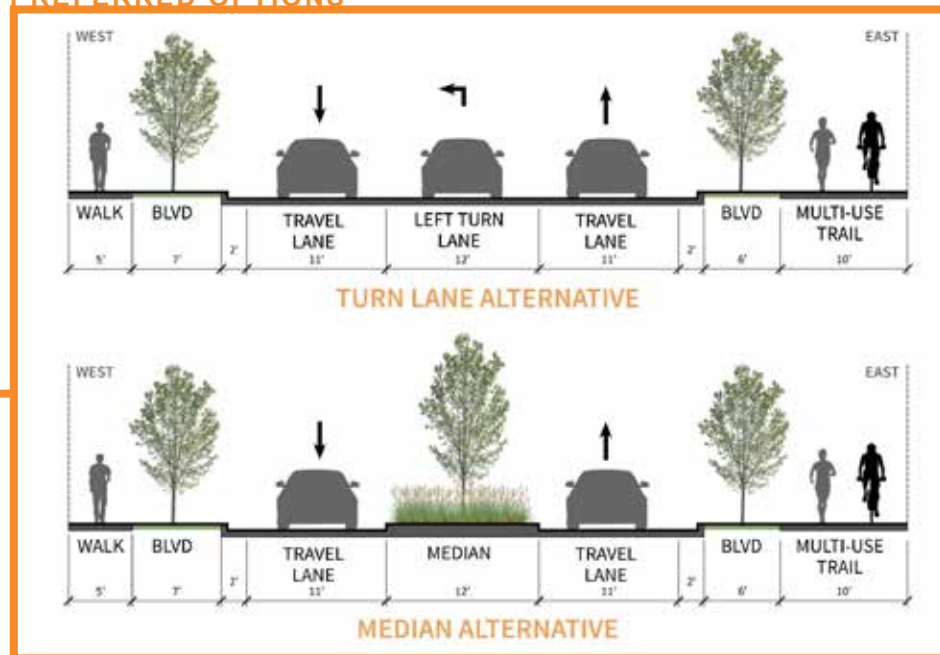 PREFERRED OPTIONS
WEST EAST
WALK BLVD TRAVEL LANE LEFT TURN LANE TRAVEL LANE BLVD MULTI-USE TRAIL
5' 7' 2' 11' 12' 11' 2' 6' 10'
TURN LANE ALTERNATIVE
WEST EAST
WALK BLVD TRAVEL LANE MEDIAN TRAVEL LANE BLVD MULTI-USE TRAIL
5' 7' 2' 11' 12' 11' 2' 6' 10'
MEDIAN ALTERNATIVE